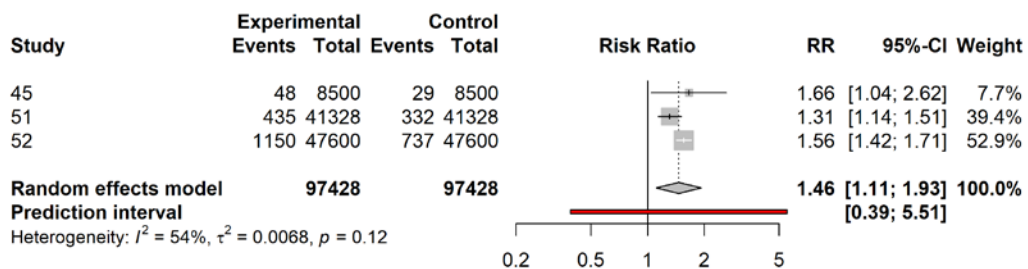 Experimental Control
Study Events Total Events Total Risk Ratio RR 95%-CI Weight
45 48 8500 29 8500 1.66 [1.04; 2.62] 7.7%
51 435 41328 332 41328 1.31 [1.14; 1.51] 39.4%
52 1150 47600 737 47600 1.56 [1.42; 1.71] 52.9%
Random effects model 97428 97428 1.46 [1.11; 1.93] 100.0%
Prediction interval [0.39; 5.51]
Heterogeneity: I² = 54%, τ² = 0.0068, p = 0.12
0.2 0.5 1 2 5